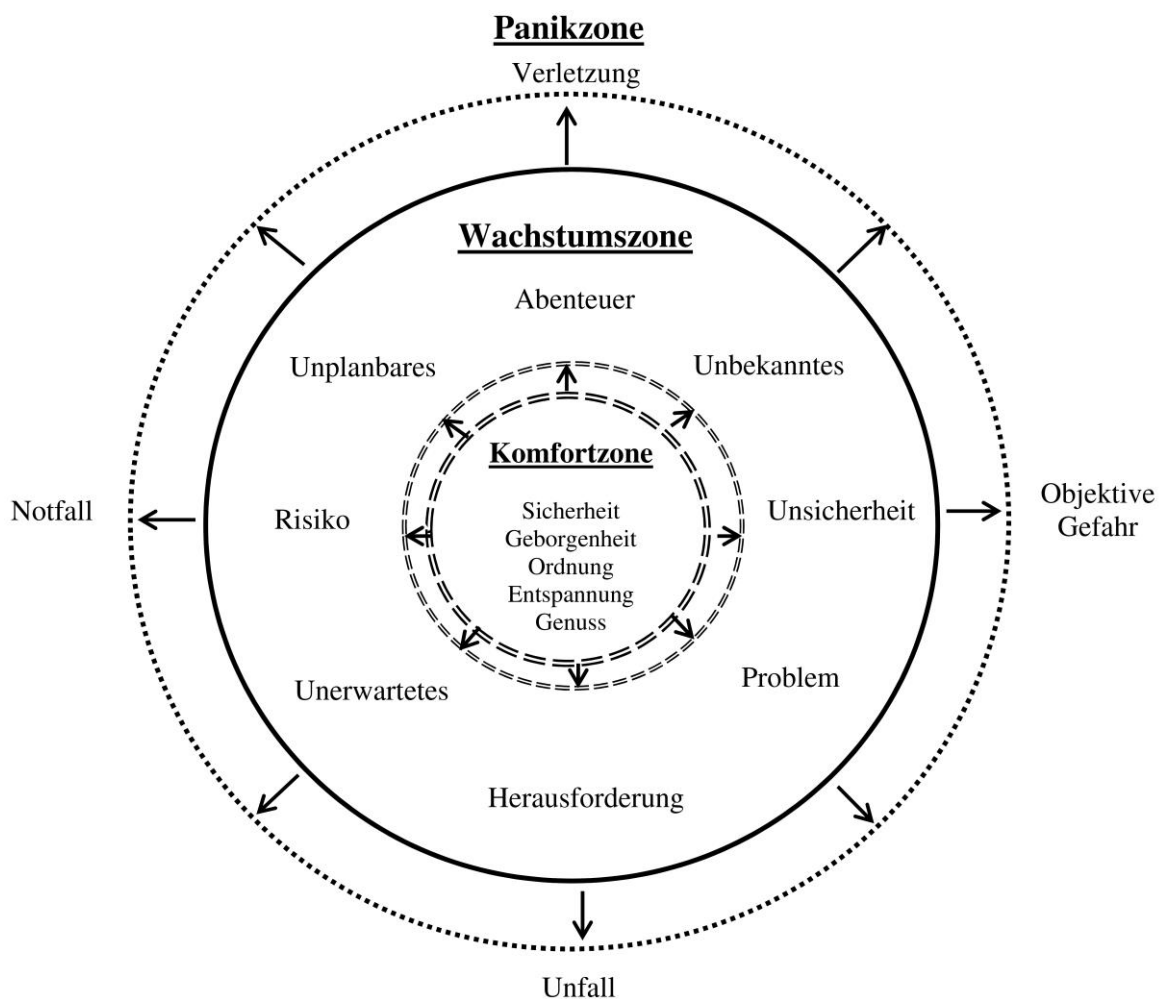 Panikzone
Verletzung
Wachstumszone
Abenteuer
Unplanbares
Unbekanntes
Komfortzone
Notfall
Risiko
Sicherheit
Geborgenheit
Ordnung
Entspannung
Genuss
Unsicherheit
Objektive
Gefahr
Unerwartetes
Problem
Herausforderung
Unfall